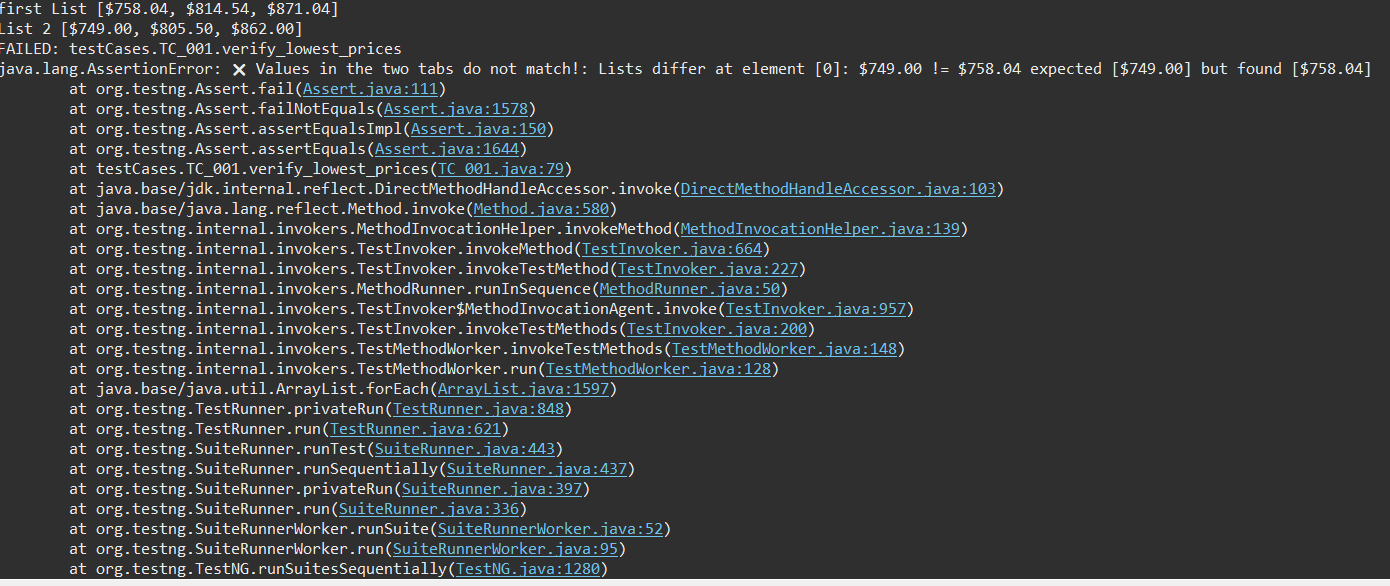 first List [$758.04, $814.54, $871.04]
List 2 [$749.00, $805.50, $862.00]
FAILED: testCases.TC_001.verify_lowest_prices
java.lang.AssertionError: ❌ Values in the two tabs do not match!: Lists differ at element [0]: $749.00 != $758.04 expected [$749.00] but found [$758.04]
at org.testng.Assert.fail(Assert.java:111)
at org.testng.Assert.failNotEquals(Assert.java:1578)
at org.testng.Assert.assertEqualsImpl(Assert.java:150)
at org.testng.Assert.assertEquals(Assert.java:1644)
at testCases.TC_001.verify_lowest_prices(TC_001.java:79)
at java.base/jdk.internal.reflect.DirectMethodHandleAccessor.invoke(DirectMethodHandleAccessor.java:103)
at java.base/java.lang.reflect.Method.invoke(Method.java:580)
at org.testng.internal.invokers.MethodInvocationHelper.invokeMethod(MethodInvocationHelper.java:139)
at org.testng.internal.invokers.TestInvoker.invokeMethod(TestInvoker.java:664)
at org.testng.internal.invokers.TestInvoker.invokeTestMethod(TestInvoker.java:227)
at org.testng.internal.invokers.MethodRunner.runInSequence(MethodRunner.java:50)
at org.testng.internal.invokers.TestInvoker$MethodInvocationAgent.invoke(TestInvoker.java:957)
at org.testng.internal.invokers.TestInvoker.invokeTestMethods(TestInvoker.java:200)
at org.testng.internal.invokers.TestMethodWorker.invokeTestMethods(TestMethodWorker.java:148)
at org.testng.internal.invokers.TestMethodWorker.run(TestMethodWorker.java:128)
at java.base/java.util.ArrayList.forEach(ArrayList.java:1597)
at org.testng.TestRunner.privateRun(TestRunner.java:848)
at org.testng.TestRunner.run(TestRunner.java:621)
at org.testng.SuiteRunner.runTest(SuiteRunner.java:443)
at org.testng.SuiteRunner.runSequentially(SuiteRunner.java:437)
at org.testng.SuiteRunner.privateRun(SuiteRunner.java:397)
at org.testng.SuiteRunner.run(SuiteRunner.java:336)
at org.testng.SuiteRunnerWorker.runSuite(SuiteRunnerWorker.java:52)
at org.testng.SuiteRunnerWorker.run(SuiteRunnerWorker.java:95)
at org.testng.TestNG.runSuitesSequentially(TestNG.java:1280)